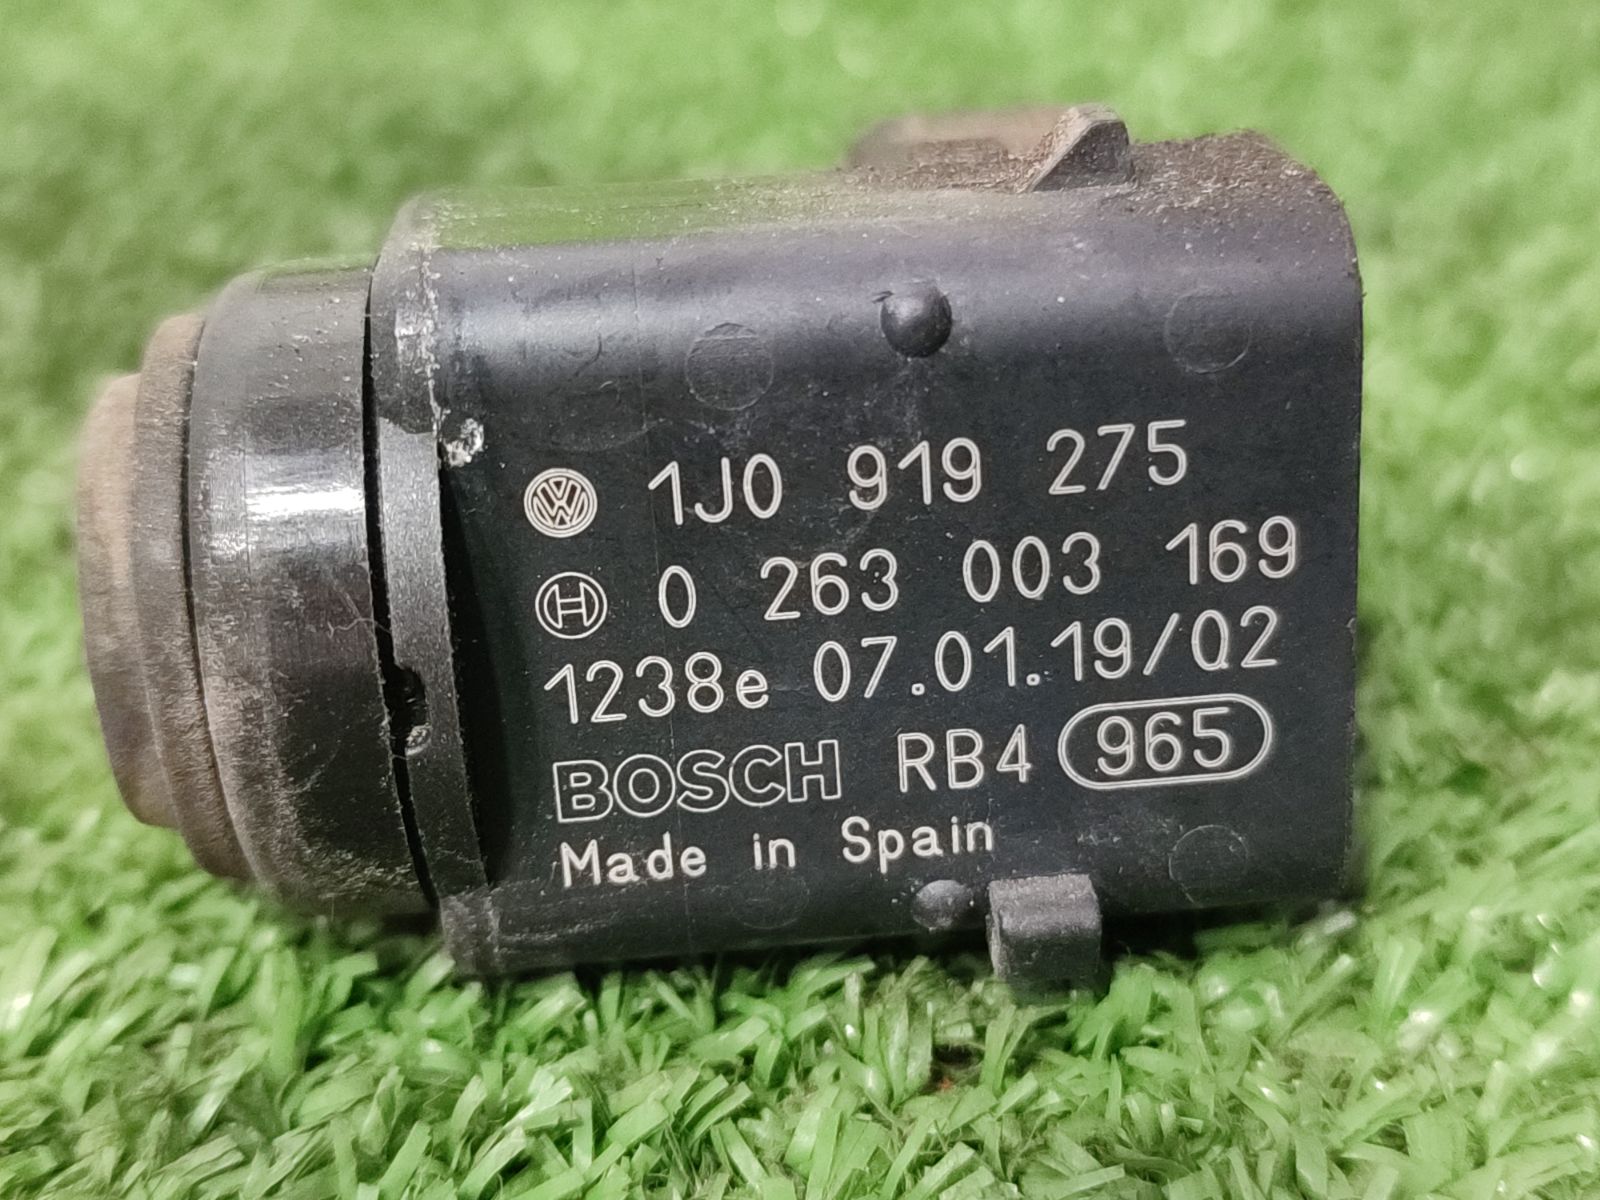 1J0 919 275
0 263 003 169
1238e 07.01.19/02
BOSCH RB4 965
Made in Spain